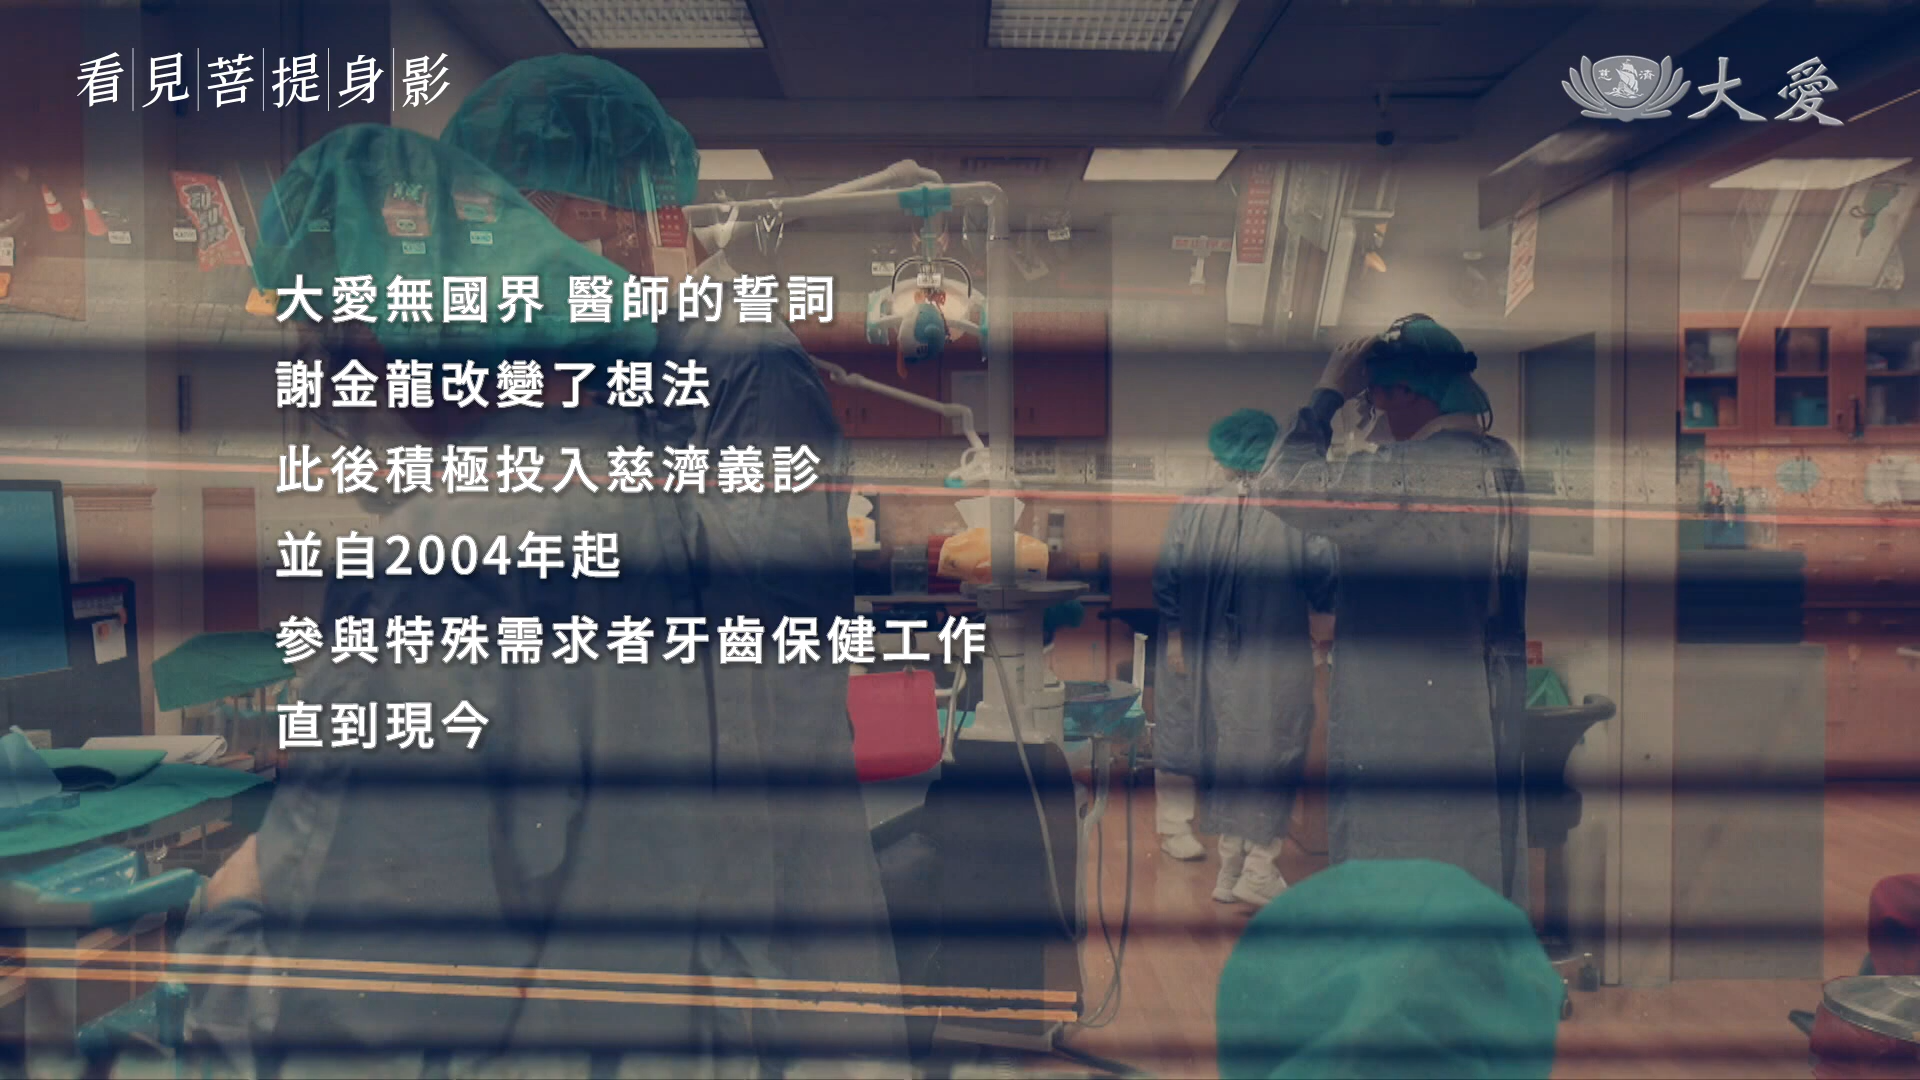 看見菩提身影
慈濟 大愛
大愛無國界 醫師的誓詞
謝金龍改變了想法
此後積極投入慈濟義診
並自2004年起
參與特殊需求者牙齒保健工作
直到現今